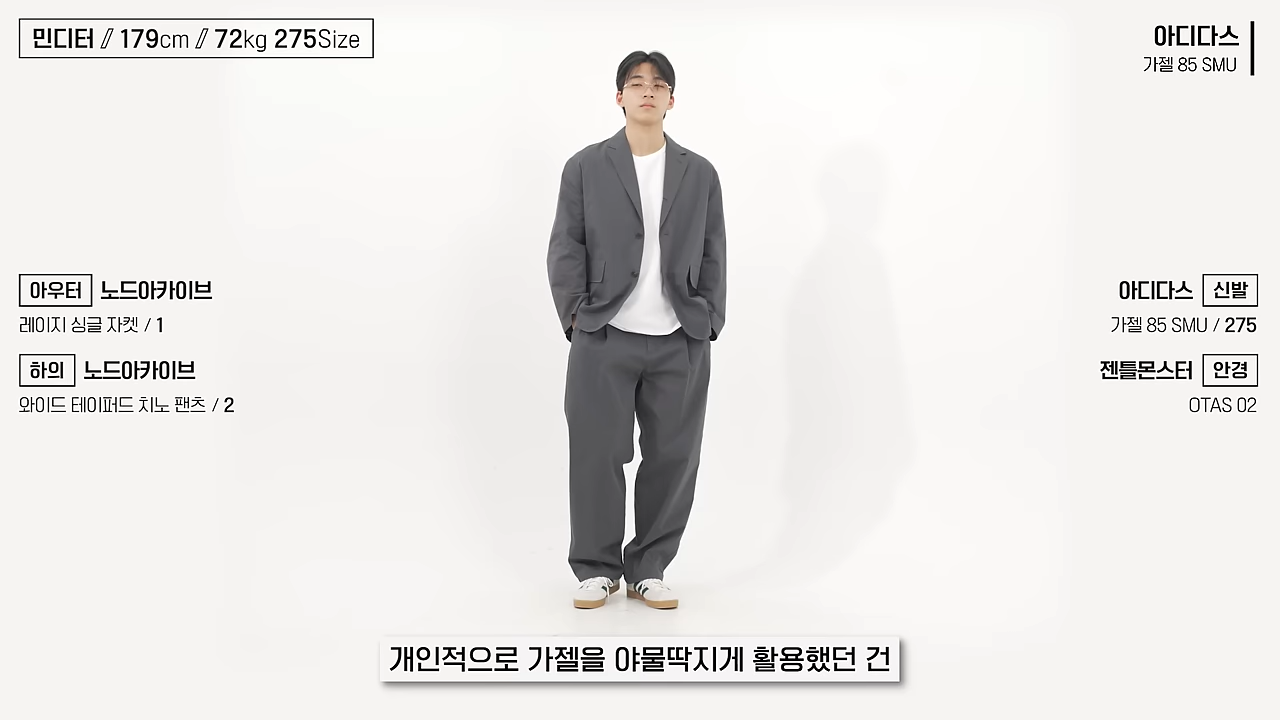 민디터 // 179cm // 72kg 275Size
아디다스
가젤 85 SMU
아우터 노드아카이브
레이지 싱글 자켓 / 1
하의 노드아카이브
와이드 테이퍼드 치노 팬츠 / 2
아디다스 신발
가젤 85 SMU / 275
젠틀몬스터 안경
OTAS 02
개인적으로 가젤을 야물딱지게 활용했던 건